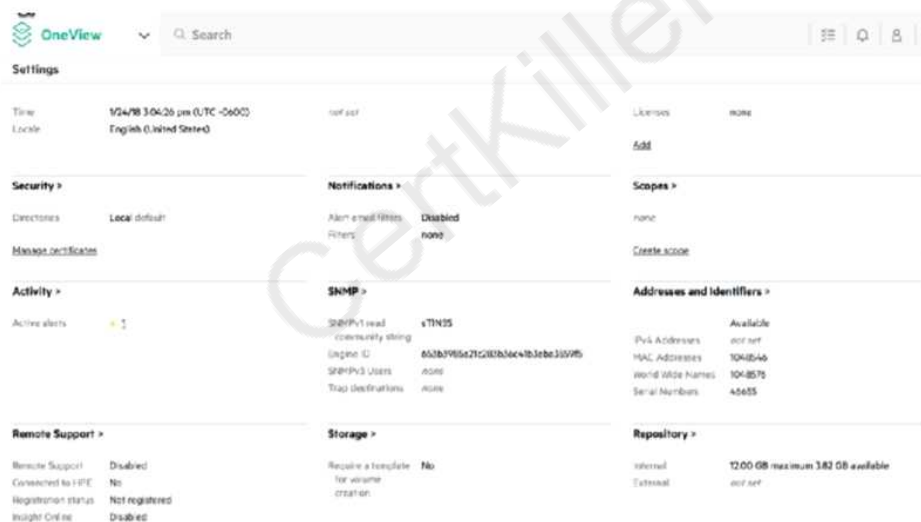 OneView
Search
Settings
Time 1/24/18 3:04:26 pm (UTC -0600) not set Licenses none
Locale English (United States)
Add
Security > Notifications > Scopes >
Directories Local default Alert email filters Disabled none
Filters none
Manage certificates Create scope
Activity > SNMP > Addresses and Identifiers >
Active alerts SNMPv1 read sTIN35 Available
community string IPv4 Addresses not set
Engine ID MAC Addresses 1048546
SNMPv3 Users none World Wide Names 1048576
Trap destinations none Serial Numbers
Remote Support > Storage > Repository >
Remote Support Disabled Require a template No Internal 12.00 GB maximum 3.82 GB available
Connected to HPE No for volume External not set
Registration status Not registered creation
Insight Online Disabled
CertKiller